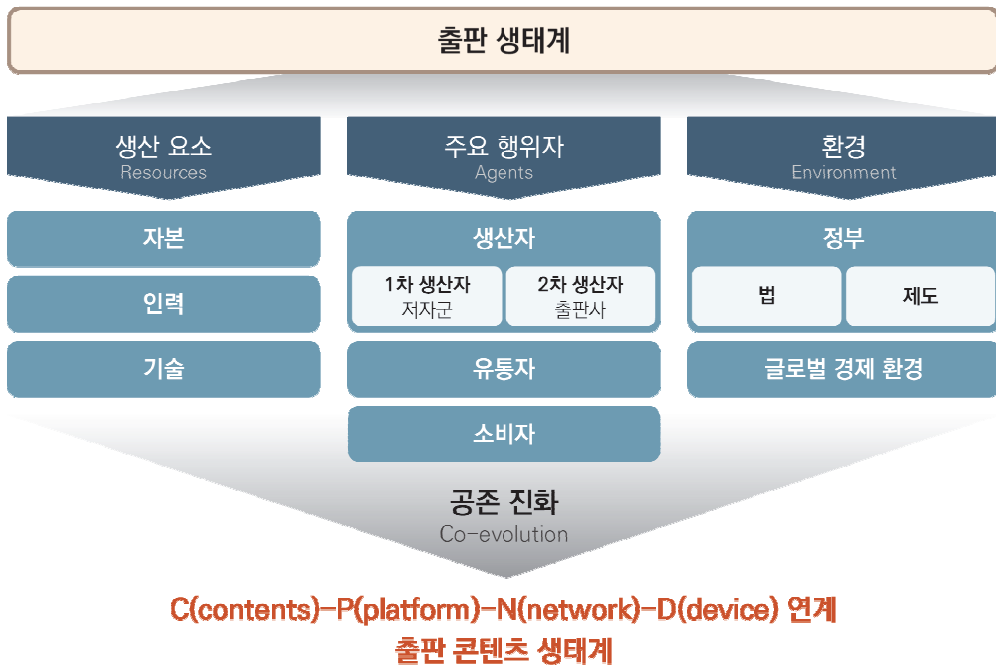 출판 생태계
생산 요소
Resources
주요 행위자
Agents
환경
Environment
자본
인력
기술
생산자
1차 생산자
저자군
2차 생산자
출판사
유통자
소비자
정부
법
제도
글로벌 경제 환경
공존 진화
Co-evolution
C(contents)-P(platform)-N(network)-D(device) 연계
출판 콘텐츠 생태계